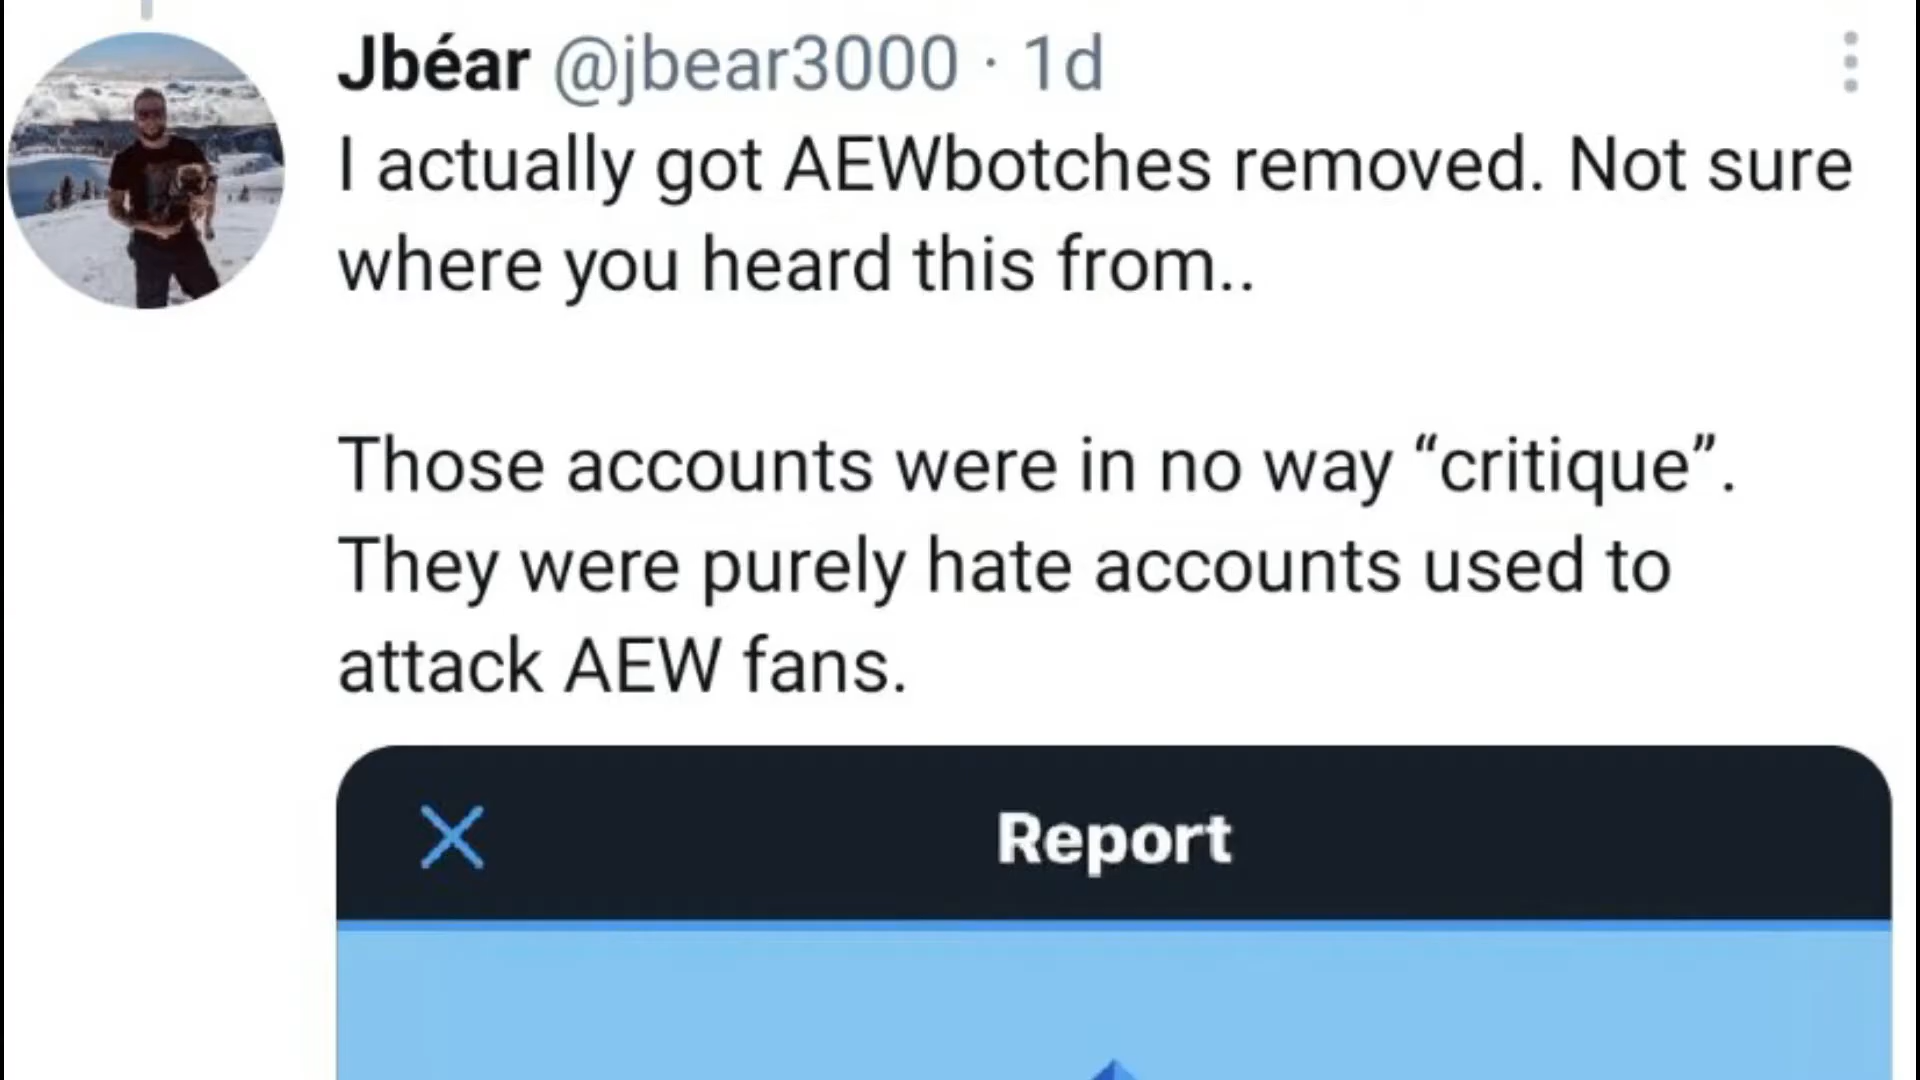 Jbéar @jbear3000 · 1d
I actually got AEWbotches removed. Not sure
where you heard this from..
Those accounts were in no way “critique”.
They were purely hate accounts used to
attack AEW fans.
Report